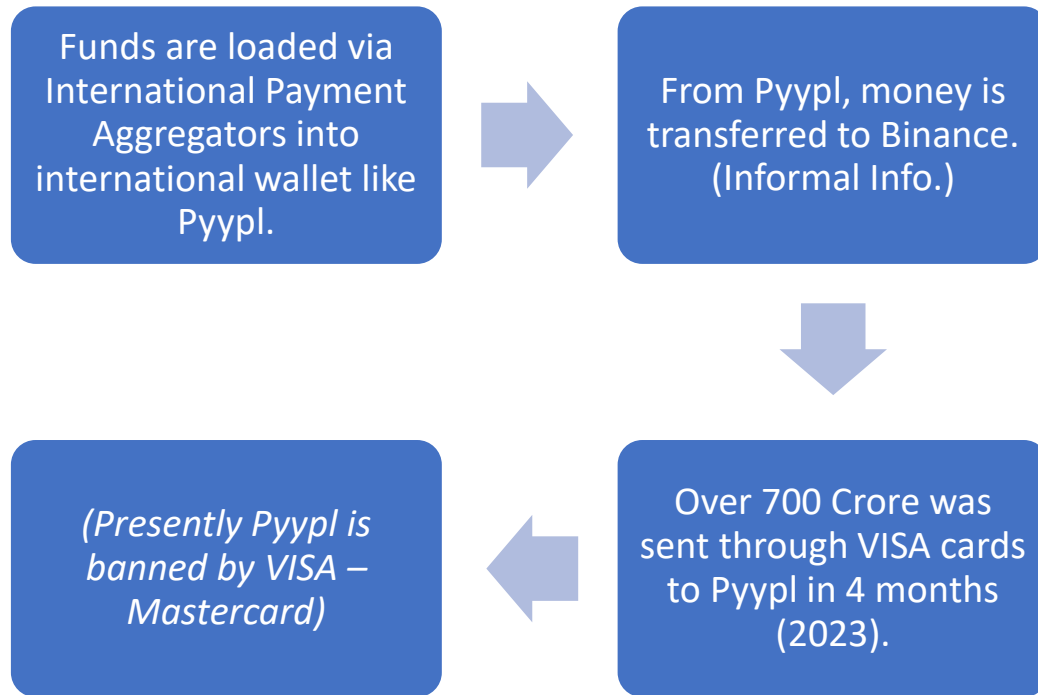 Funds are loaded via
International Payment
Aggregators into
international wallet like
Pyypl.
From Pyypl, money is
transferred to Binance.
(Informal Info.)
Over 700 Crore was
sent through VISA cards
to Pyypl in 4 months
(2023).
(Presently Pyypl is
banned by VISA –
Mastercard)